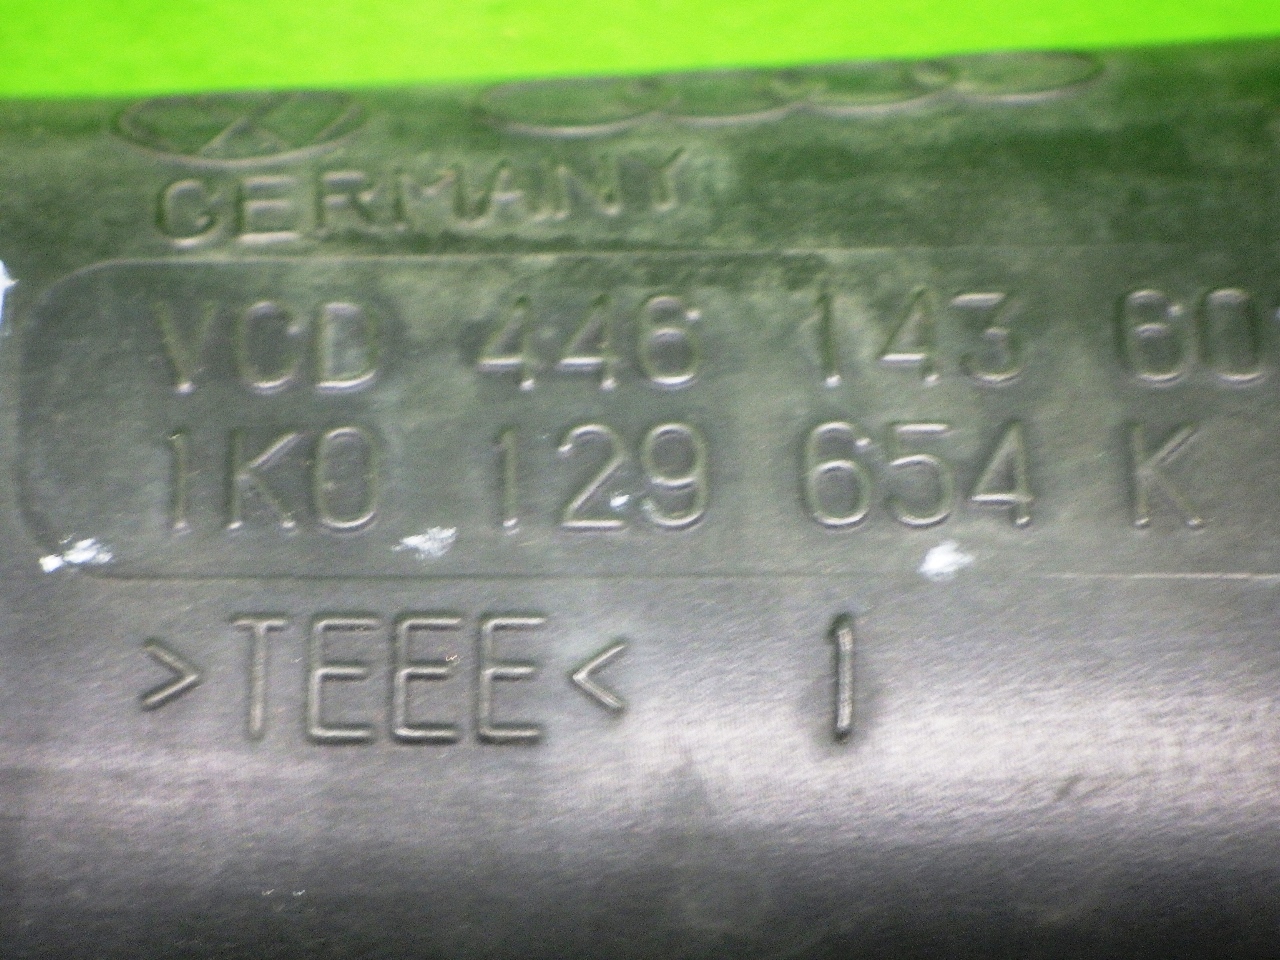 GERMANY
VCD 446 143 60
1K0 129 654 K
>TEEE< 1